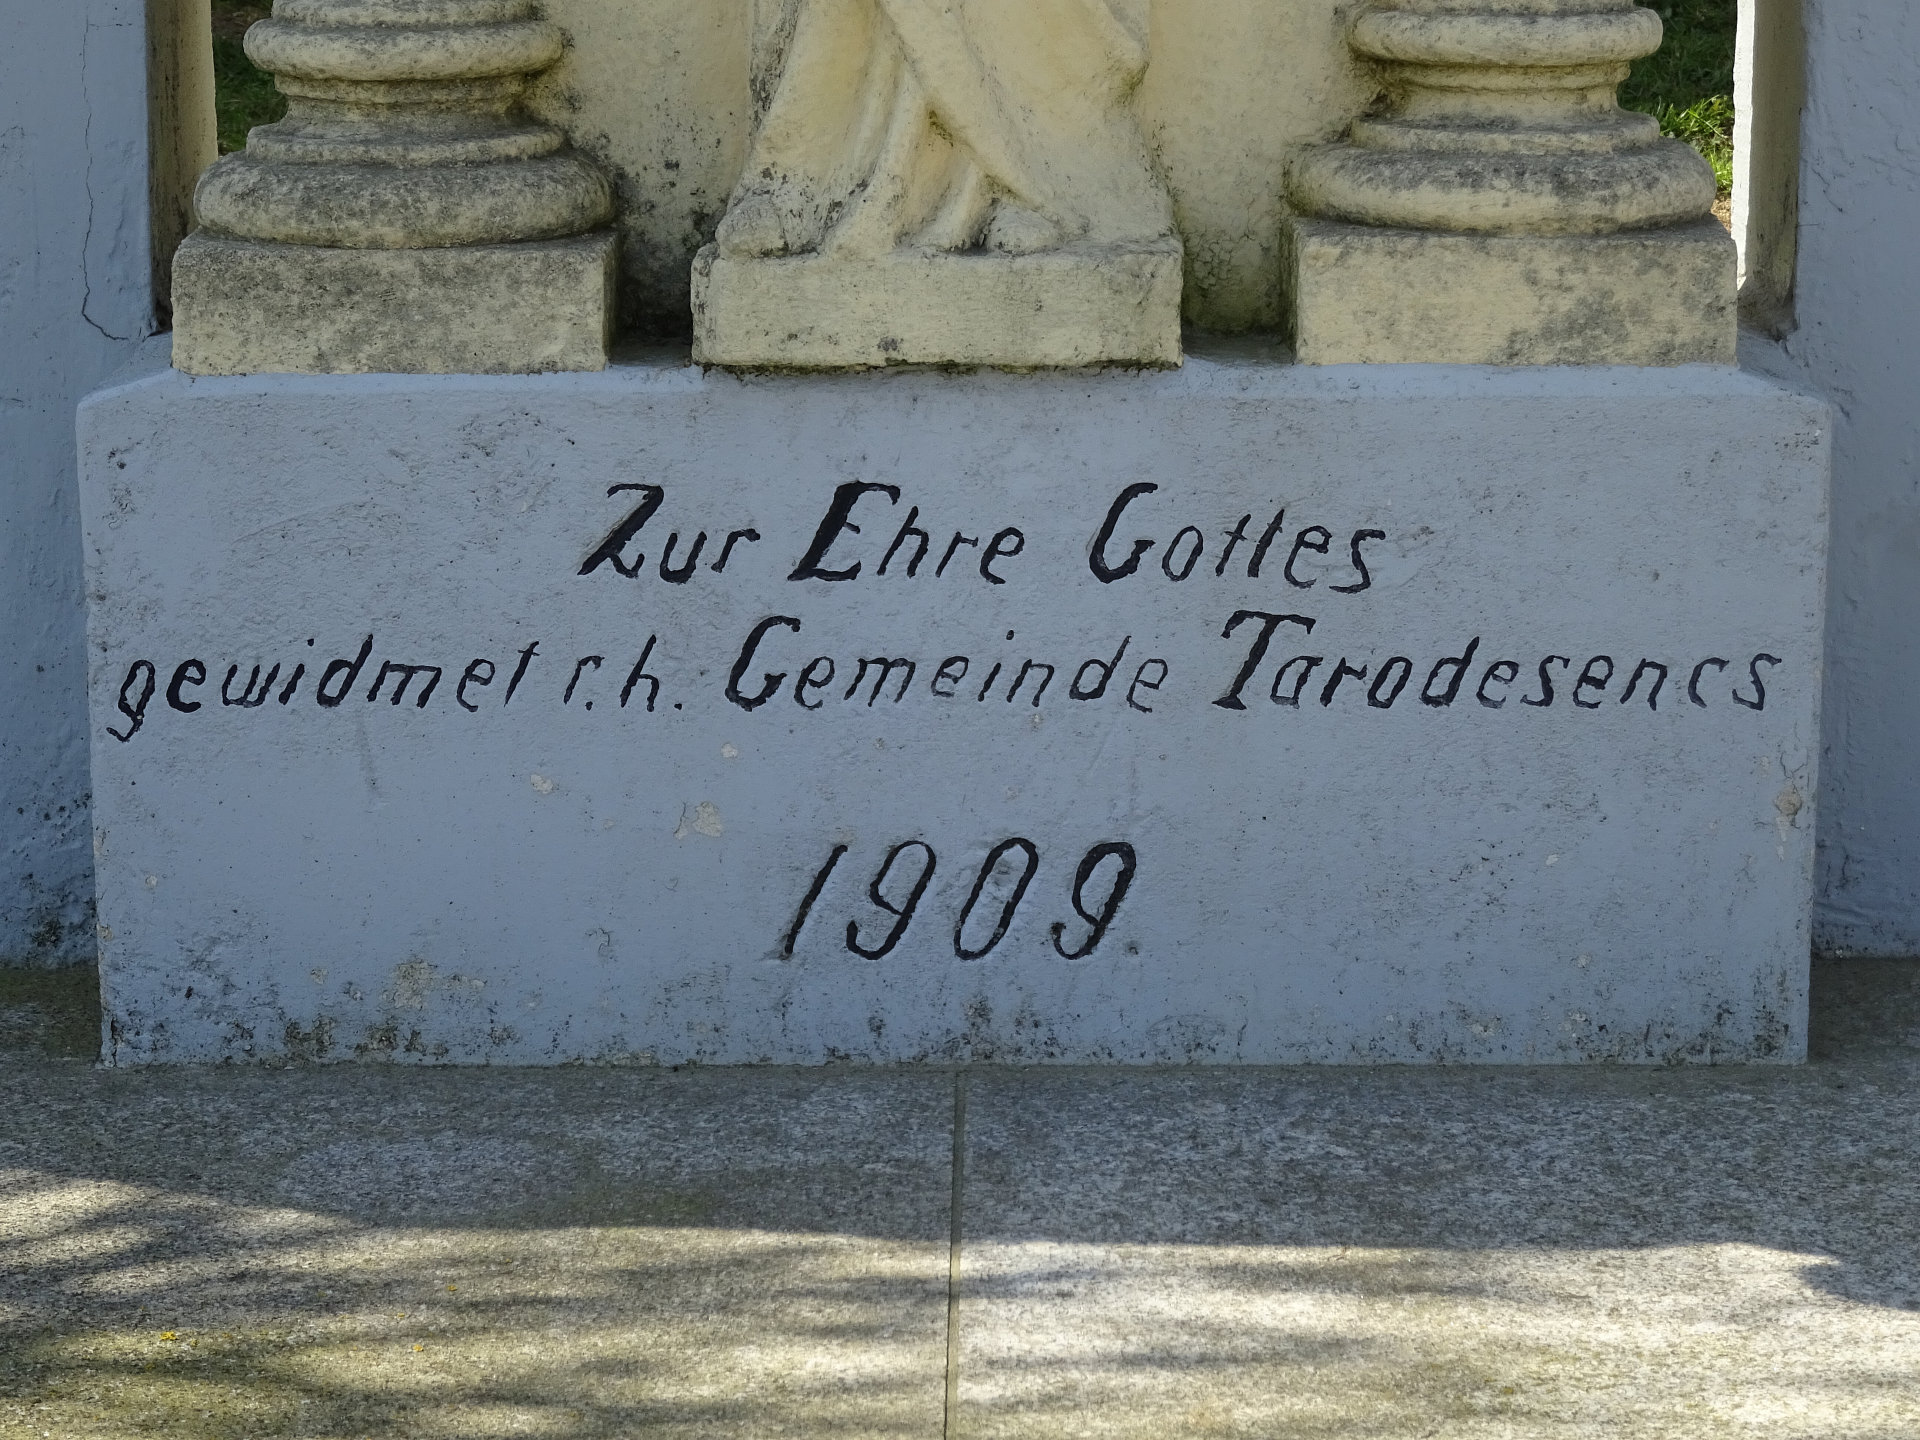 Zur Ehre Gottes
gewidmet r.h. Gemeinde Tarodesencs
1909.